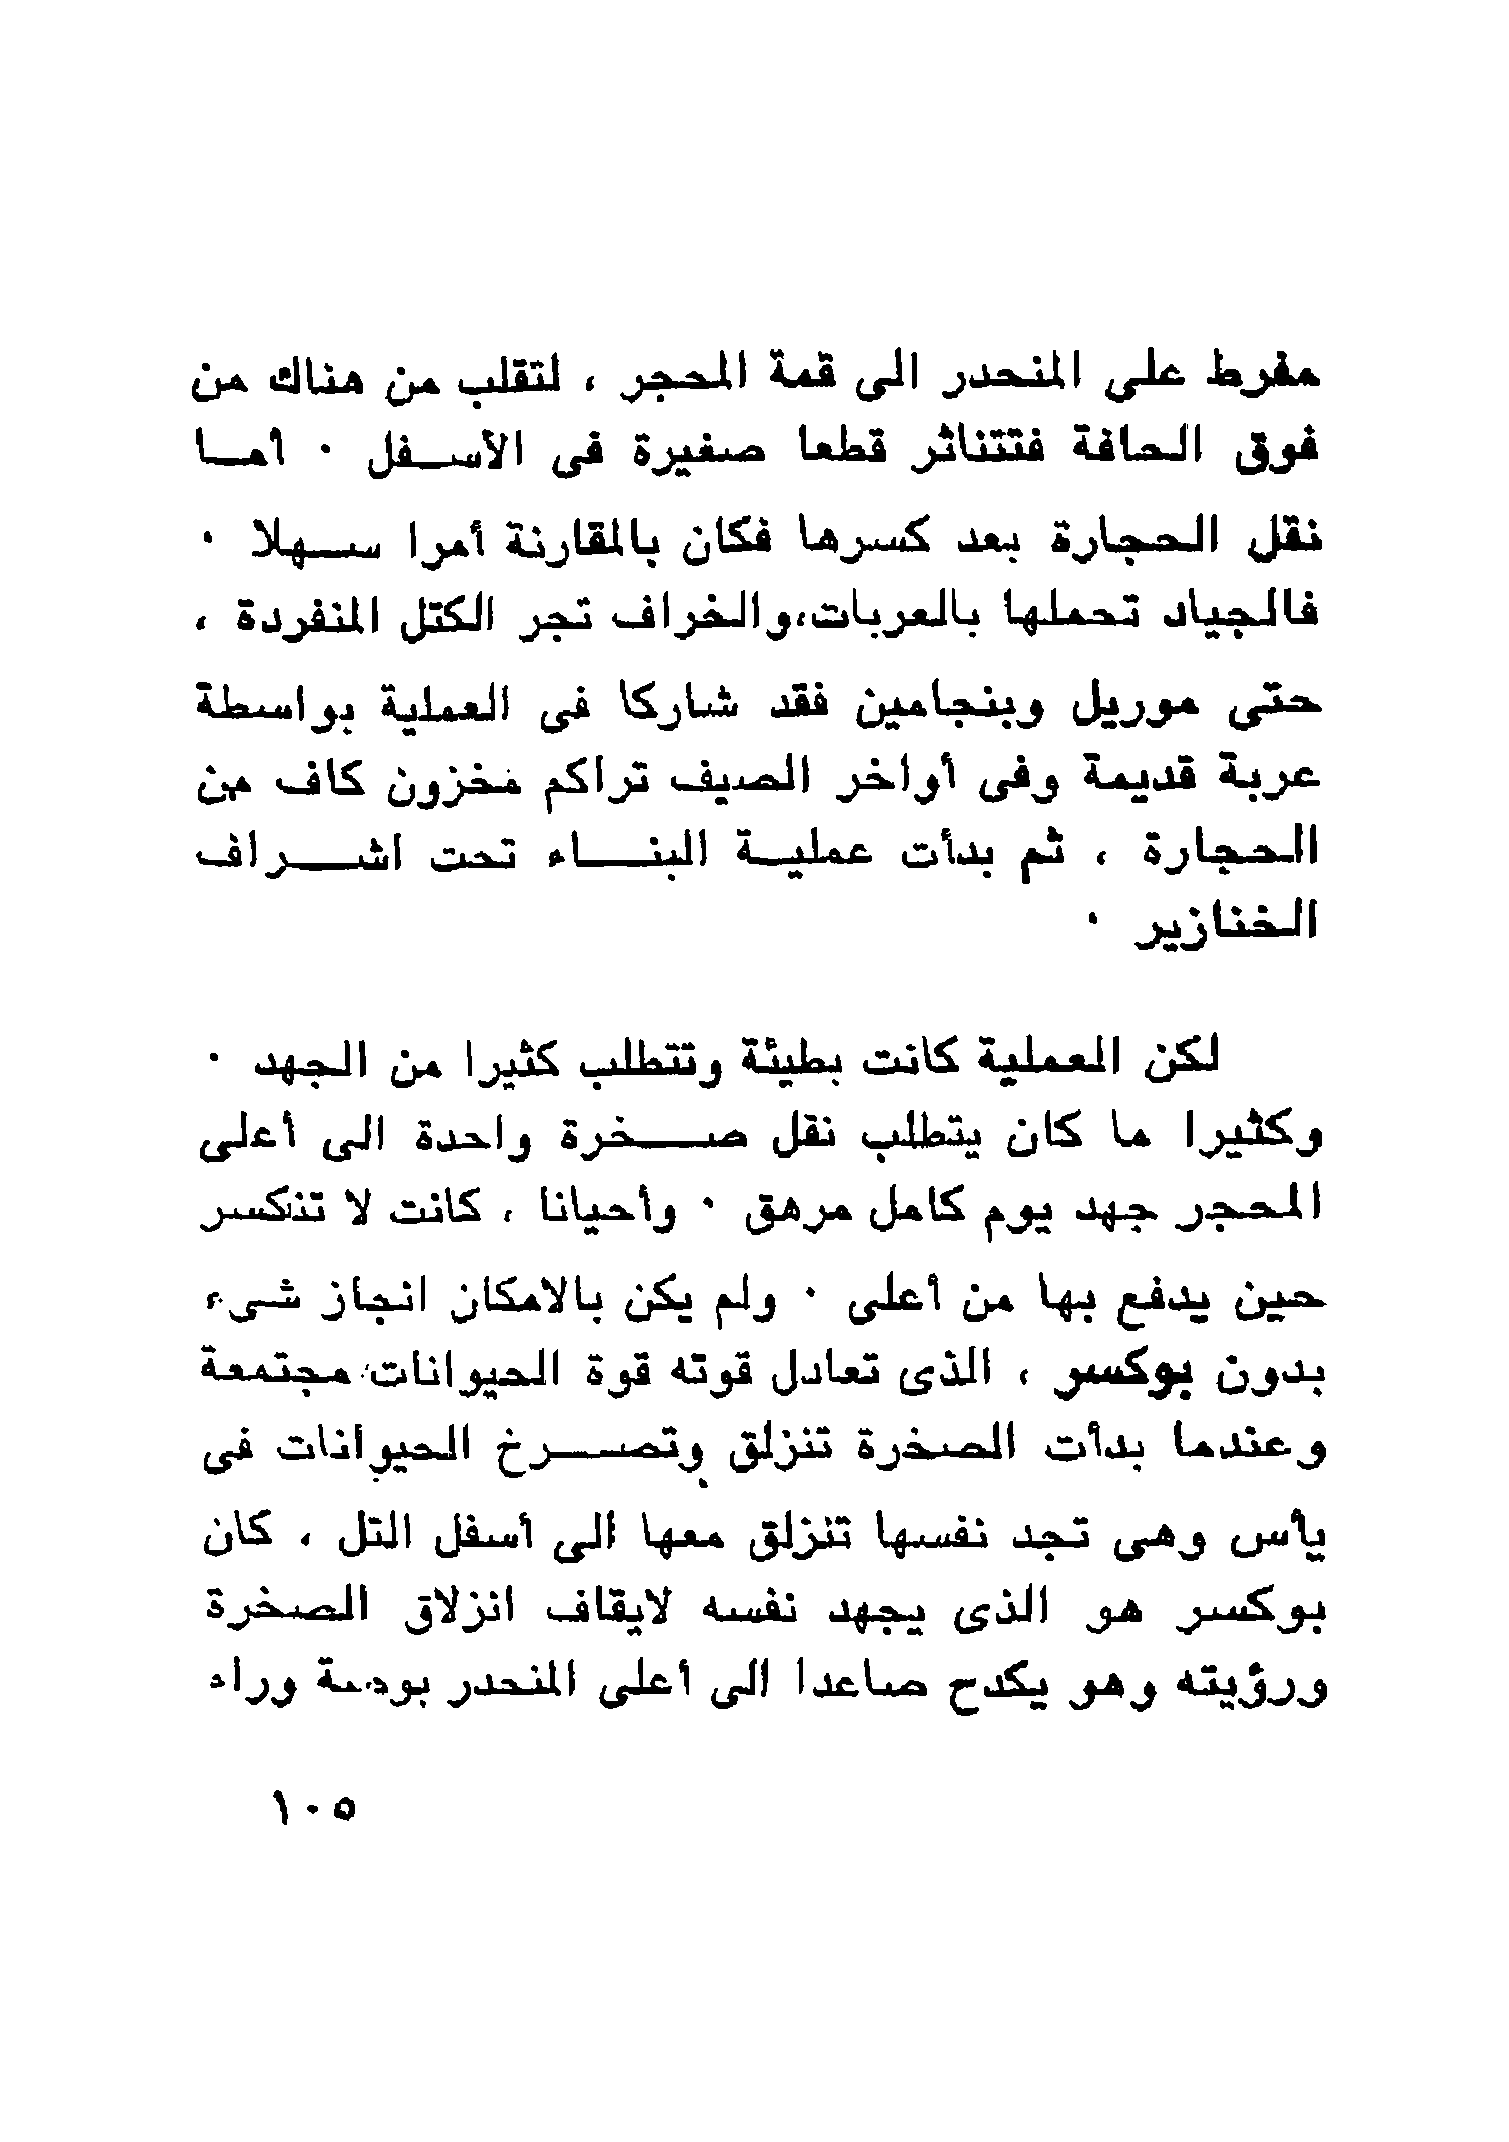 مفرط على المنحدر الى قمة المحجر ، لتقلب من هناك من
فوق الحافة فتتناثر قطعا صغيرة فى الأسفل ٠ أما
نقل الحجارة بعد كسرها فكان بالمقارنة أمرا سهلا ٠
فالجياد تحملها بالعربات،والخراف تجر الكتل المنفردة ،
حتى موريل وبنجامين فقد شاركا فى العملية بواسطة
عربة قديمة وفى أواخر الصيف تراكم مخزون كاف من
الحجارة ، ثم بدأت عملية البناء تحت اشراف
الخنازير ٠
لكن العملية كانت بطيئة وتتطلب كثيرا من الجهد ٠
وكثيرا ما كان يتطلب نقل صخرة واحدة الى أعلى
المحجر جهد يوم كامل مرهق ٠ وأحيانا ، كانت لا تنكسر
حين يدفع بها من أعلى ٠ ولم يكن بالامكان انجاز شىء
بدون بوكسر ، الذى تعادل قوته قوة الحيوانات مجتمعة
وعندما بدأت الصخرة تنزلق وتصرخ الحيوانات فى
يأس وهى تجد نفسها تنزلق معها الى أسفل التل ، كان
بوكسر هو الذى يجهد نفسه لايقاف انزلاق الصخرة
ورؤيته وهو يكدح صاعدا الى أعلى المنحدر بوصة وراء
١٠٥